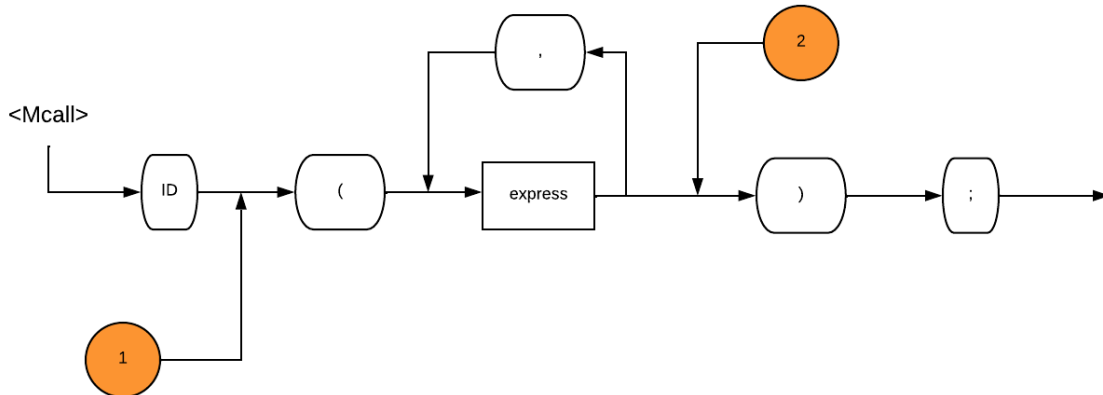 2
,
<Mcall>
ID ( express ) ;
1